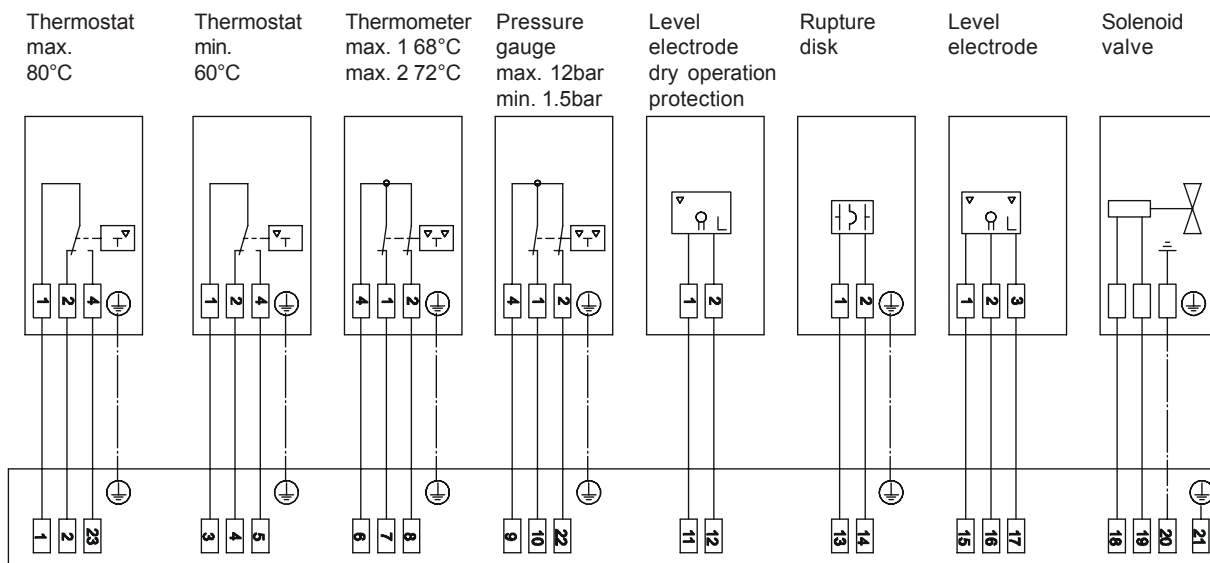 Thermostat
max.
80°C
Thermostat
min.
60°C
Thermometer
max. 1 68°C
max. 2 72°C
Pressure
gauge
max. 12bar
min. 1.5bar
Level
electrode
dry operation
protection
Rupture
disk
Level
electrode
Solenoid
valve
T
T
T
T
L
L
1 2 4
1 2 4
4 1 2
4 1 2
1 2
1 2
1 2 3
1 2 23
3 4 5
6 7 8
9 10 22
11 12
13 14
15 16 17
18 19 20 21